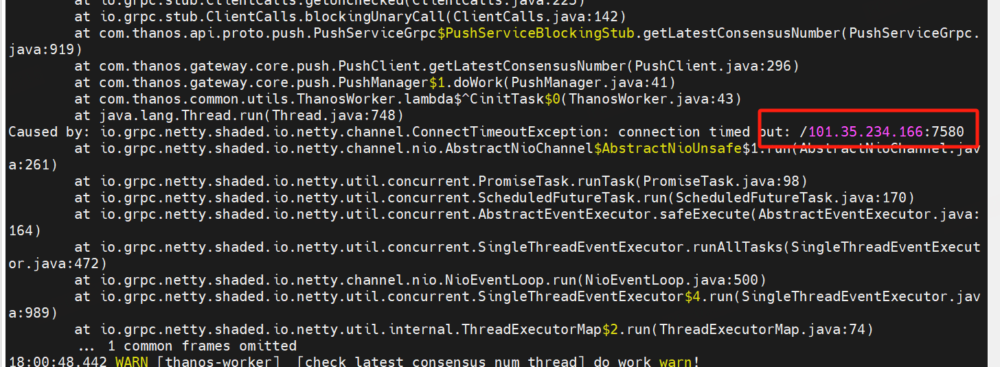 at io.grpc.stub.ClientCalls.getUnchecked(ClientCalls.java:225)
at io.grpc.stub.ClientCalls.blockingUnaryCall(ClientCalls.java:142)
at com.thanos.api.proto.push.PushServiceGrpc$PushServiceBlockingStub.getLatestConsensusNumber(PushServiceGrpc.
java:919)
at com.thanos.gateway.core.push.PushClient.getLatestConsensusNumber(PushClient.java:296)
at com.thanos.gateway.core.push.PushManager$1.doWork(PushManager.java:41)
at com.thanos.common.utils.ThanosWorker.lambda$^CinitTask$0(ThanosWorker.java:43)
at java.lang.Thread.run(Thread.java:748)
Caused by: io.grpc.netty.shaded.io.netty.channel.ConnectTimeoutException: connection timed out: /101.35.234.166:7580
at io.grpc.netty.shaded.io.netty.channel.nio.AbstractNioChannel$AbstractNioUnsafe$1.run(AbstractNioChannel.jav
a:261)
at io.grpc.netty.shaded.io.netty.util.concurrent.PromiseTask.runTask(PromiseTask.java:98)
at io.grpc.netty.shaded.io.netty.util.concurrent.ScheduledFutureTask.run(ScheduledFutureTask.java:170)
at io.grpc.netty.shaded.io.netty.util.concurrent.AbstractEventExecutor.safeExecute(AbstractEventExecutor.java:
164)
at io.grpc.netty.shaded.io.netty.util.concurrent.SingleThreadEventExecutor.runAllTasks(SingleThreadEventExecut
or.java:472)
at io.grpc.netty.shaded.io.netty.channel.nio.NioEventLoop.run(NioEventLoop.java:500)
at io.grpc.netty.shaded.io.netty.util.concurrent.SingleThreadEventExecutor$4.run(SingleThreadEventExecutor.jav
a:989)
at io.grpc.netty.shaded.io.netty.util.internal.ThreadExecutorMap$2.run(ThreadExecutorMap.java:74)
... 1 common frames omitted
18:00:48.442 WARN [thanos-worker] [check latest consensus num thread] do work warn!